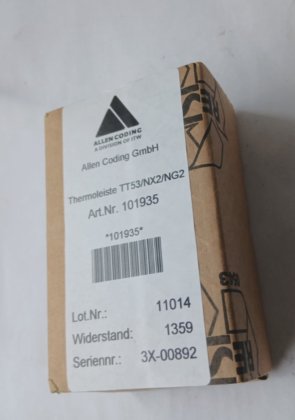 ALLEN CODING
A DIVISION OF ITW
Allen Coding GmbH
Thermoleiste TT53/NX2/NG2
Art.Nr. 101935
*101935*
Lot.Nr.: 11014
Widerstand: 1359
Seriennr.: 3X-00892